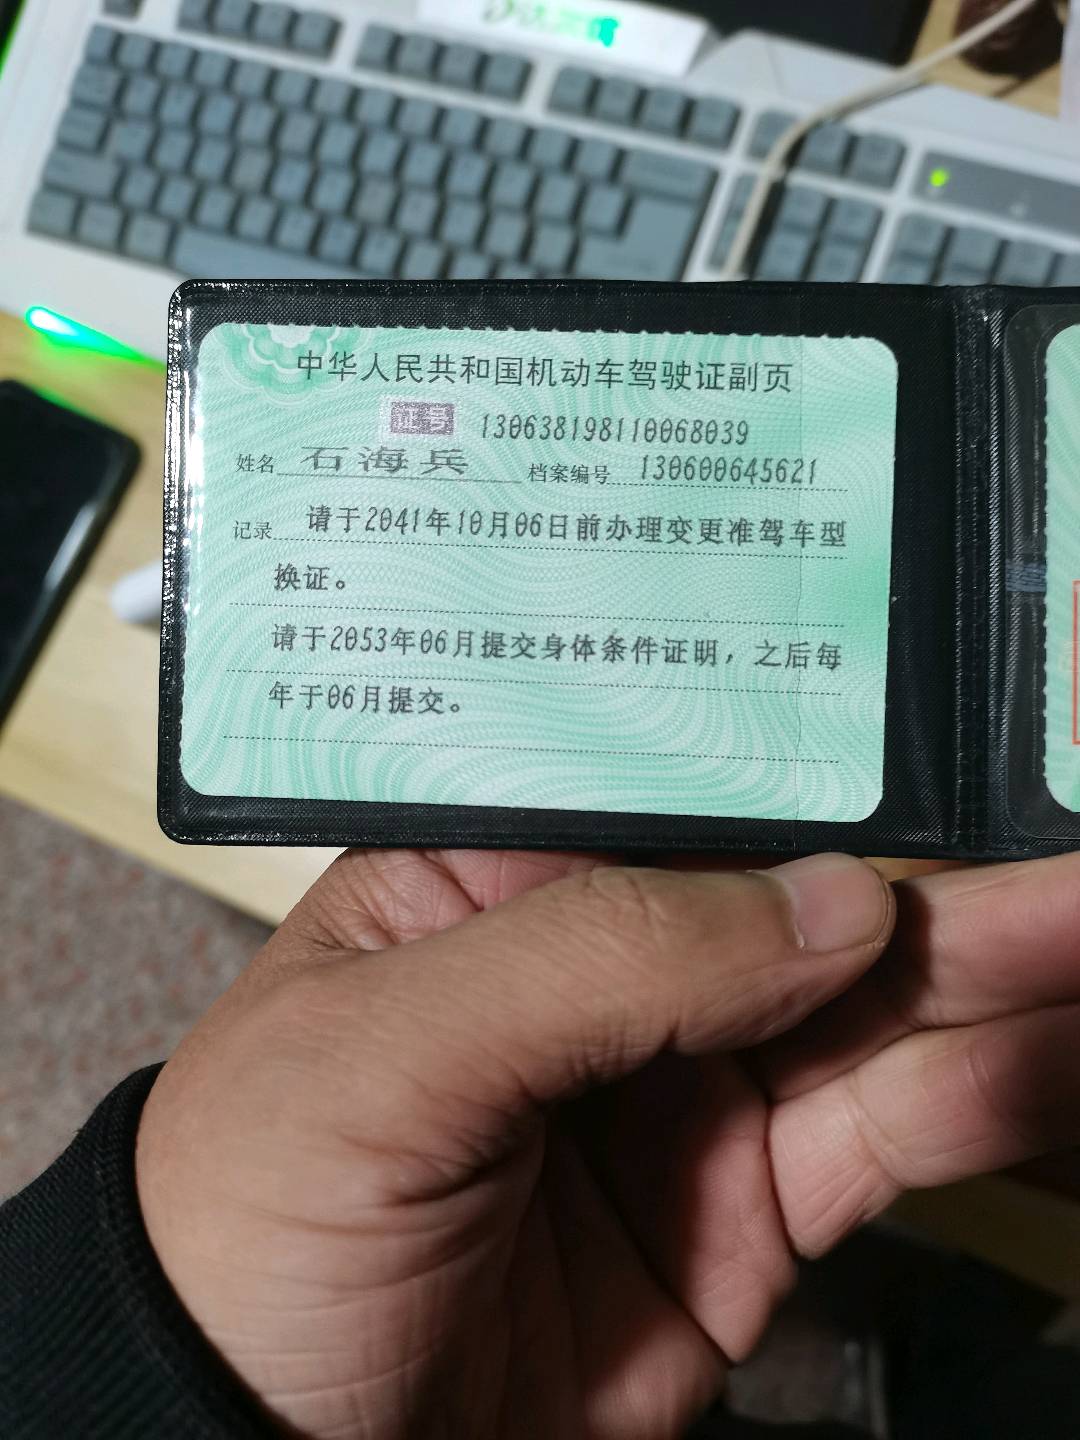 中华人民共和国机动车驾驶证副页
证号 130638198110068039
姓名 石海兵 档案编号 130600645621
记录 请于2041年10月06日前办理变更准驾车型
换证。
请于2053年06月提交身体条件证明，之后每
年于06月提交。